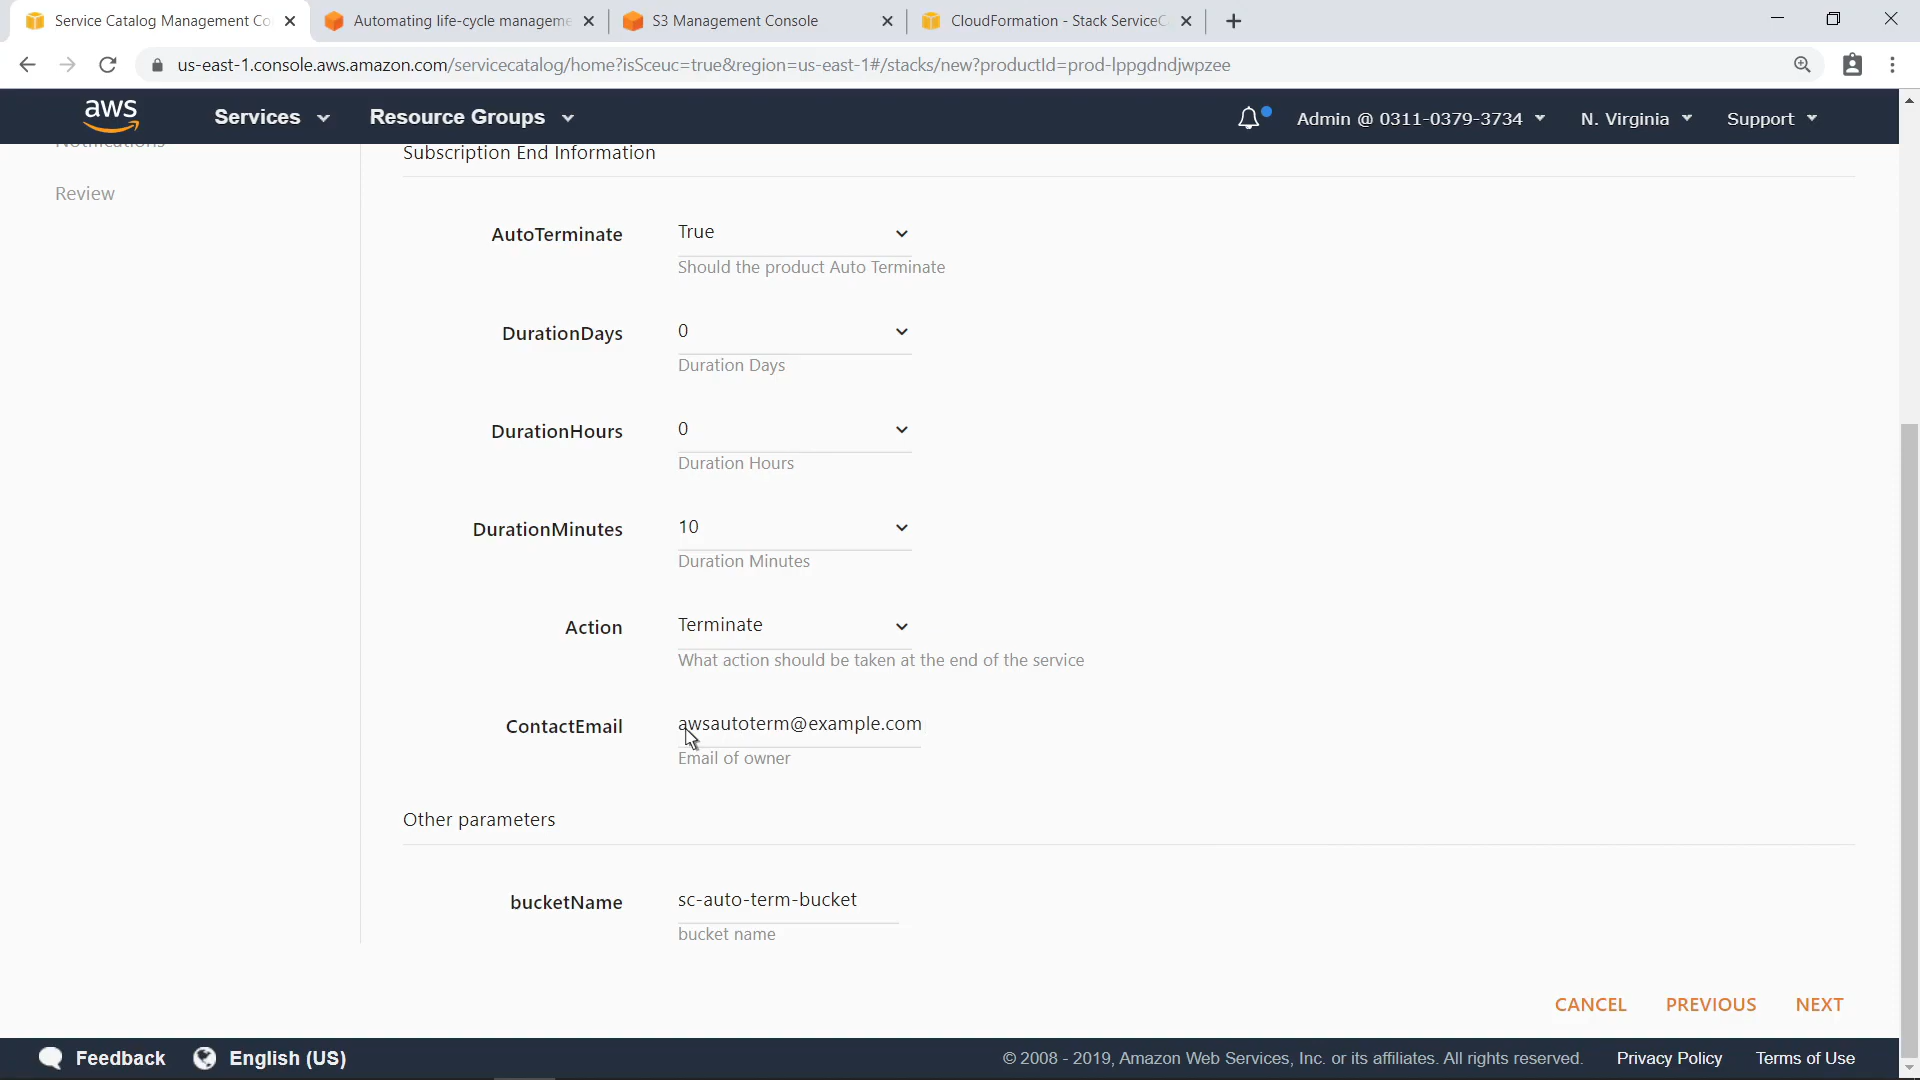 Service Catalog Management Co
Automating life-cycle manageme
S3 Management Console
CloudFormation - Stack ServiceC
us-east-1.console.aws.amazon.com/servicecatalog/home?isSceuc=true&region=us-east-1#/stacks/new?productId=prod-lppgdndjwpzee
aws
Services
Resource Groups
Admin @ 0311-0379-3734
N. Virginia
Support
Notifications
Review
Subscription End Information
AutoTerminate
True
Should the product Auto Terminate
DurationDays
0
Duration Days
DurationHours
0
Duration Hours
DurationMinutes
10
Duration Minutes
Action
Terminate
What action should be taken at the end of the service
ContactEmail
awsautoterm@example.com
Email of owner
Other parameters
bucketName
sc-auto-term-bucket
bucket name
CANCEL
PREVIOUS
NEXT
Feedback
English (US)
© 2008 - 2019, Amazon Web Services, Inc. or its affiliates. All rights reserved.
Privacy Policy
Terms of Use